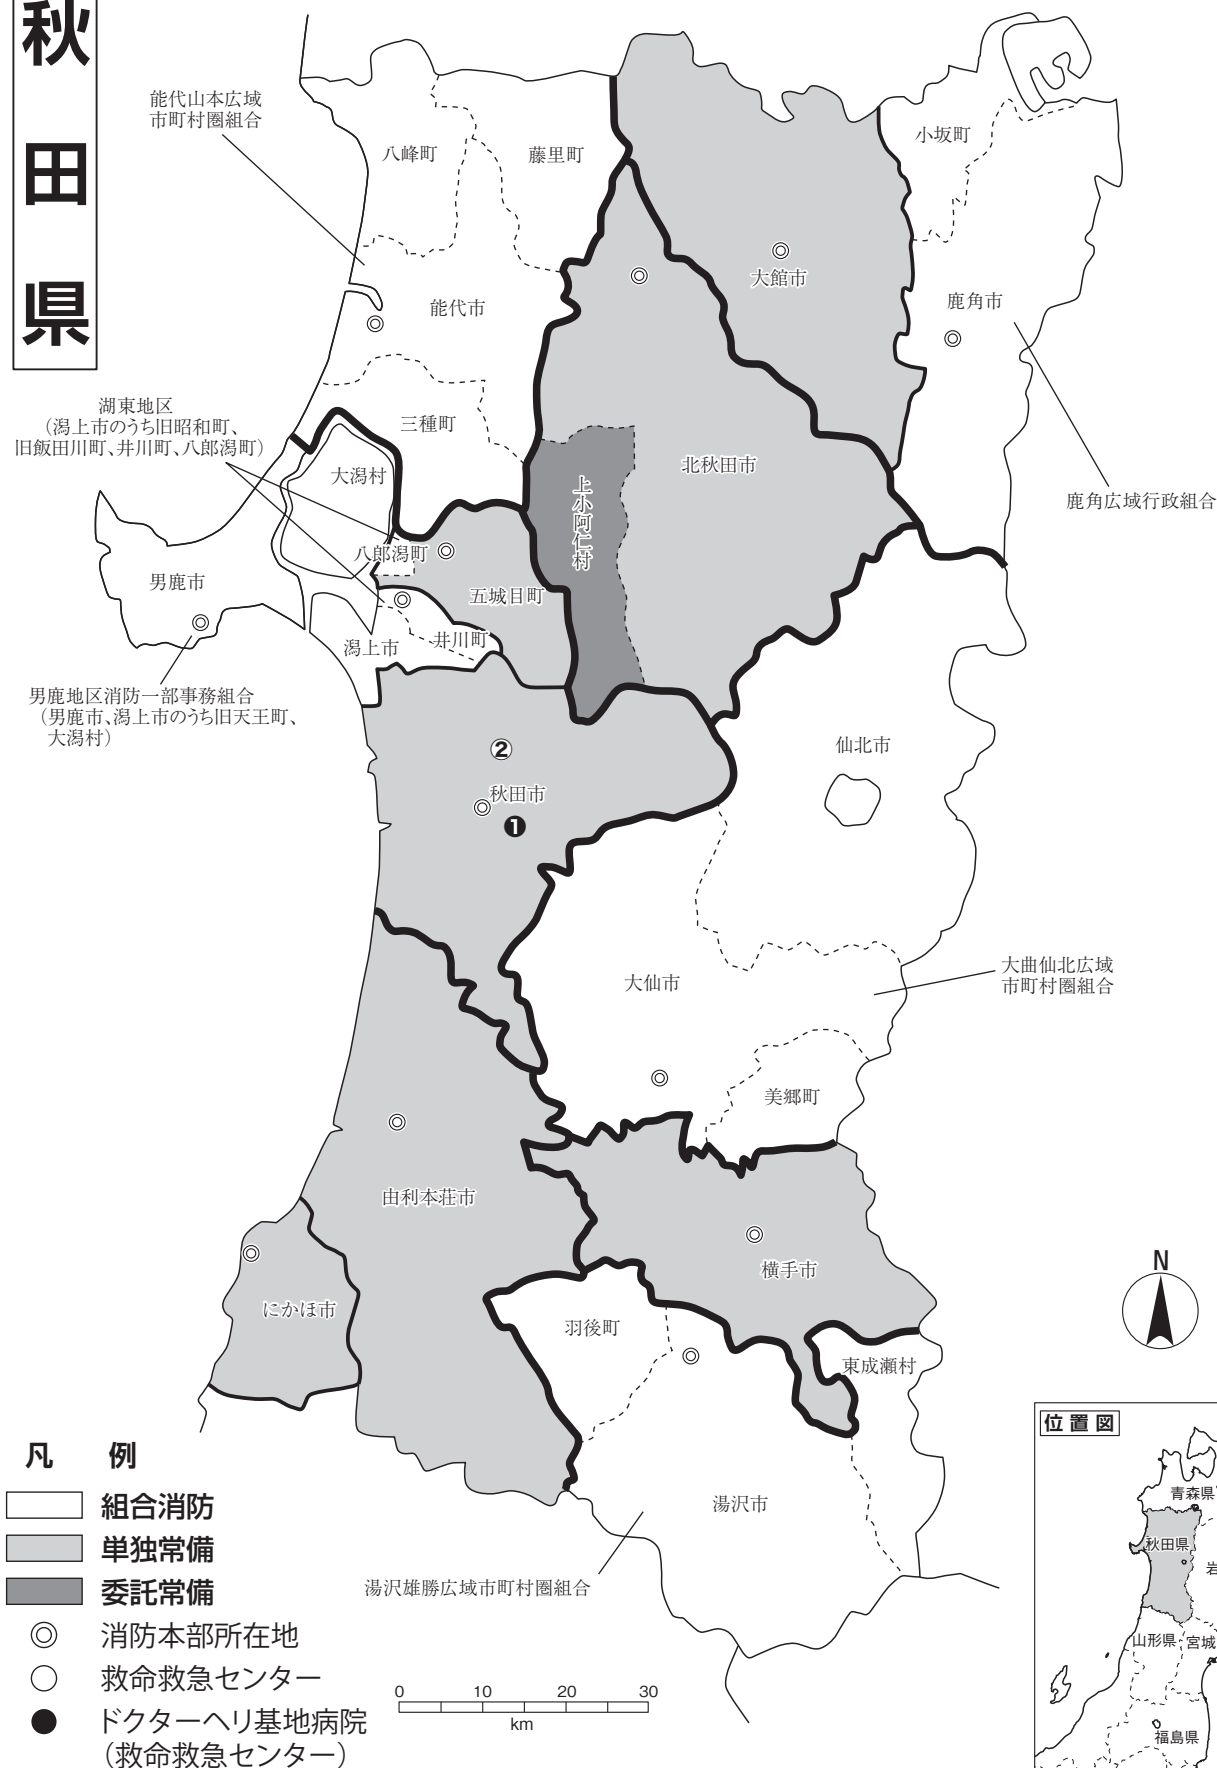 秋田県
能代山本広域
市町村圏組合
八峰町
藤里町
小坂町
大館市
能代市
鹿角市
湖東地区
（潟上市のうち旧昭和町、
旧飯田川町、井川町、八郎潟町）
三種町
大潟村
北秋田市
上小阿仁村
鹿角広域行政組合
八郎潟町
男鹿市
五城目町
潟上市
井川町
男鹿地区消防一部事務組合
（男鹿市、潟上市のうち旧天王町、
大潟村）
仙北市
2
秋田市
1
大仙市
大曲仙北広域
市町村圏組合
美郷町
由利本荘市
横手市
にかほ市
羽後町
東成瀬村
湯沢市
湯沢雄勝広域市町村圏組合
N
凡例
組合消防
単独常備
委託常備
消防本部所在地
救命救急センター
ドクターヘリ基地病院
（救命救急センター）
0 10 20 30
km
位置図
青森県
秋田県
岩
山形県 宮城
福島県